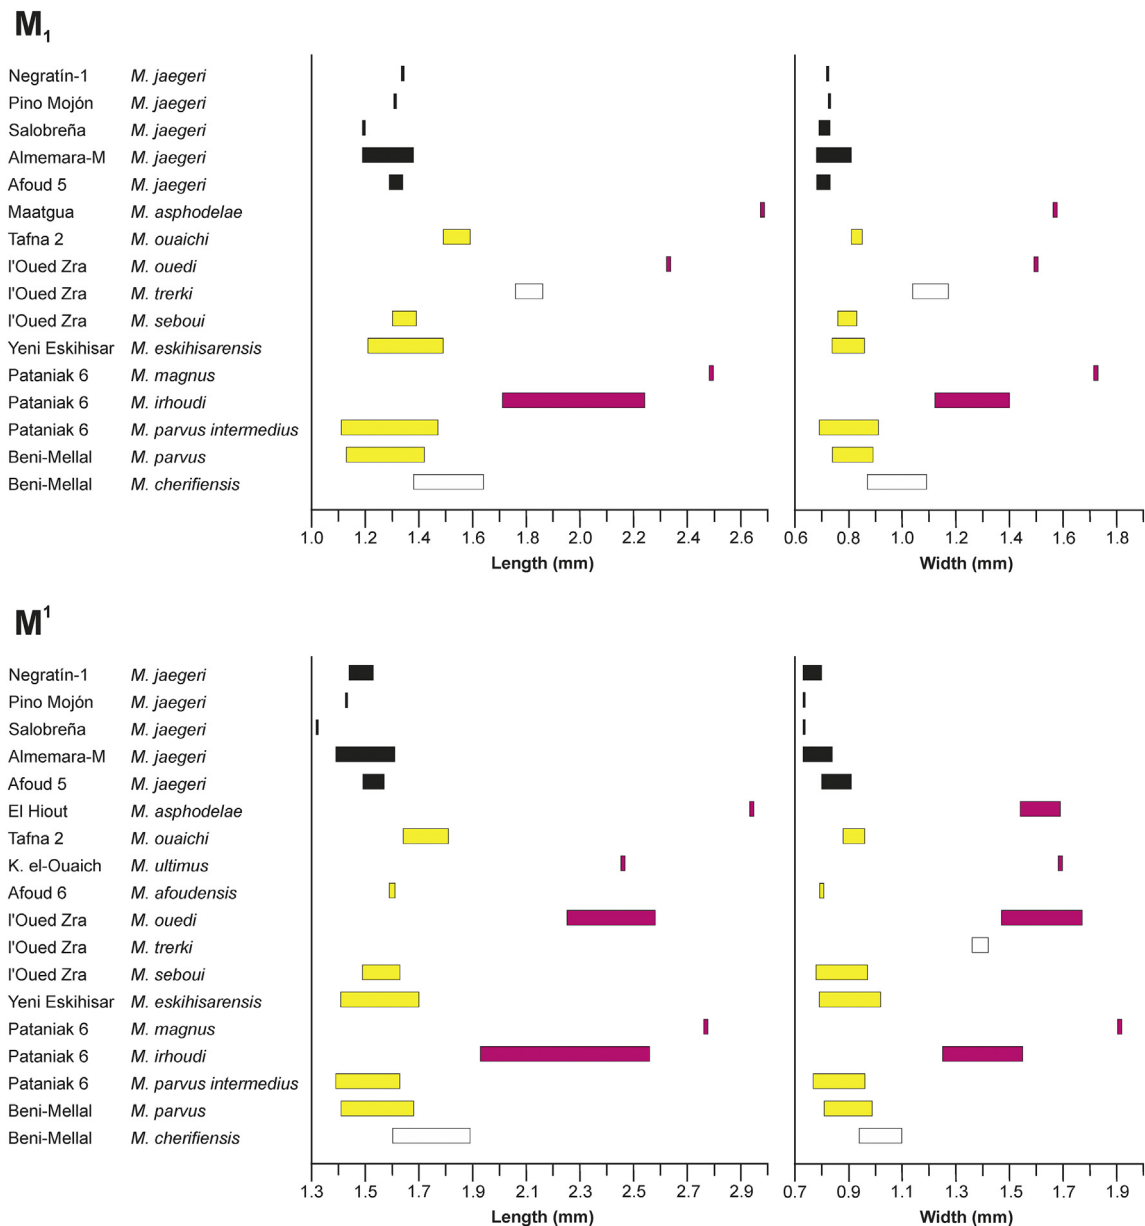 M₁
Negratín-1 M. jaegeri
Pino Mojón M. jaegeri
Salobreña M. jaegeri
Almemara-M M. jaegeri
Afoud 5 M. jaegeri
Maatgua M. asphodelae
Tafna 2 M. ouaichi
l'Oued Zra M. ouedi
l'Oued Zra M. trerki
l'Oued Zra M. seboui
Yeni Eskihisar M. eskihisarensis
Pataniak 6 M. magnus
Pataniak 6 M. irhoudi
Pataniak 6 M. parvus intermedius
Beni-Mellal M. parvus
Beni-Mellal M. cherifiensis
1.0 1.2 1.4 1.6 1.8 2.0 2.2 2.4 2.6 0.6 0.8 1.0 1.2 1.4 1.6 1.8
Length (mm) Width (mm)
M¹
Negratín-1 M. jaegeri
Pino Mojón M. jaegeri
Salobreña M. jaegeri
Almemara-M M. jaegeri
Afoud 5 M. jaegeri
El Hiout M. asphodelae
Tafna 2 M. ouaichi
K. el-Ouaich M. ultimus
Afoud 6 M. afoudensis
l'Oued Zra M. ouedi
l'Oued Zra M. trerki
l'Oued Zra M. seboui
Yeni Eskihisar M. eskihisarensis
Pataniak 6 M. magnus
Pataniak 6 M. irhoudi
Pataniak 6 M. parvus intermedius
Beni-Mellal M. parvus
Beni-Mellal M. cherifiensis
1.3 1.5 1.7 1.9 2.1 2.3 2.5 2.7 2.9 0.7 0.9 1.1 1.3 1.5 1.7 1.9
Length (mm) Width (mm)